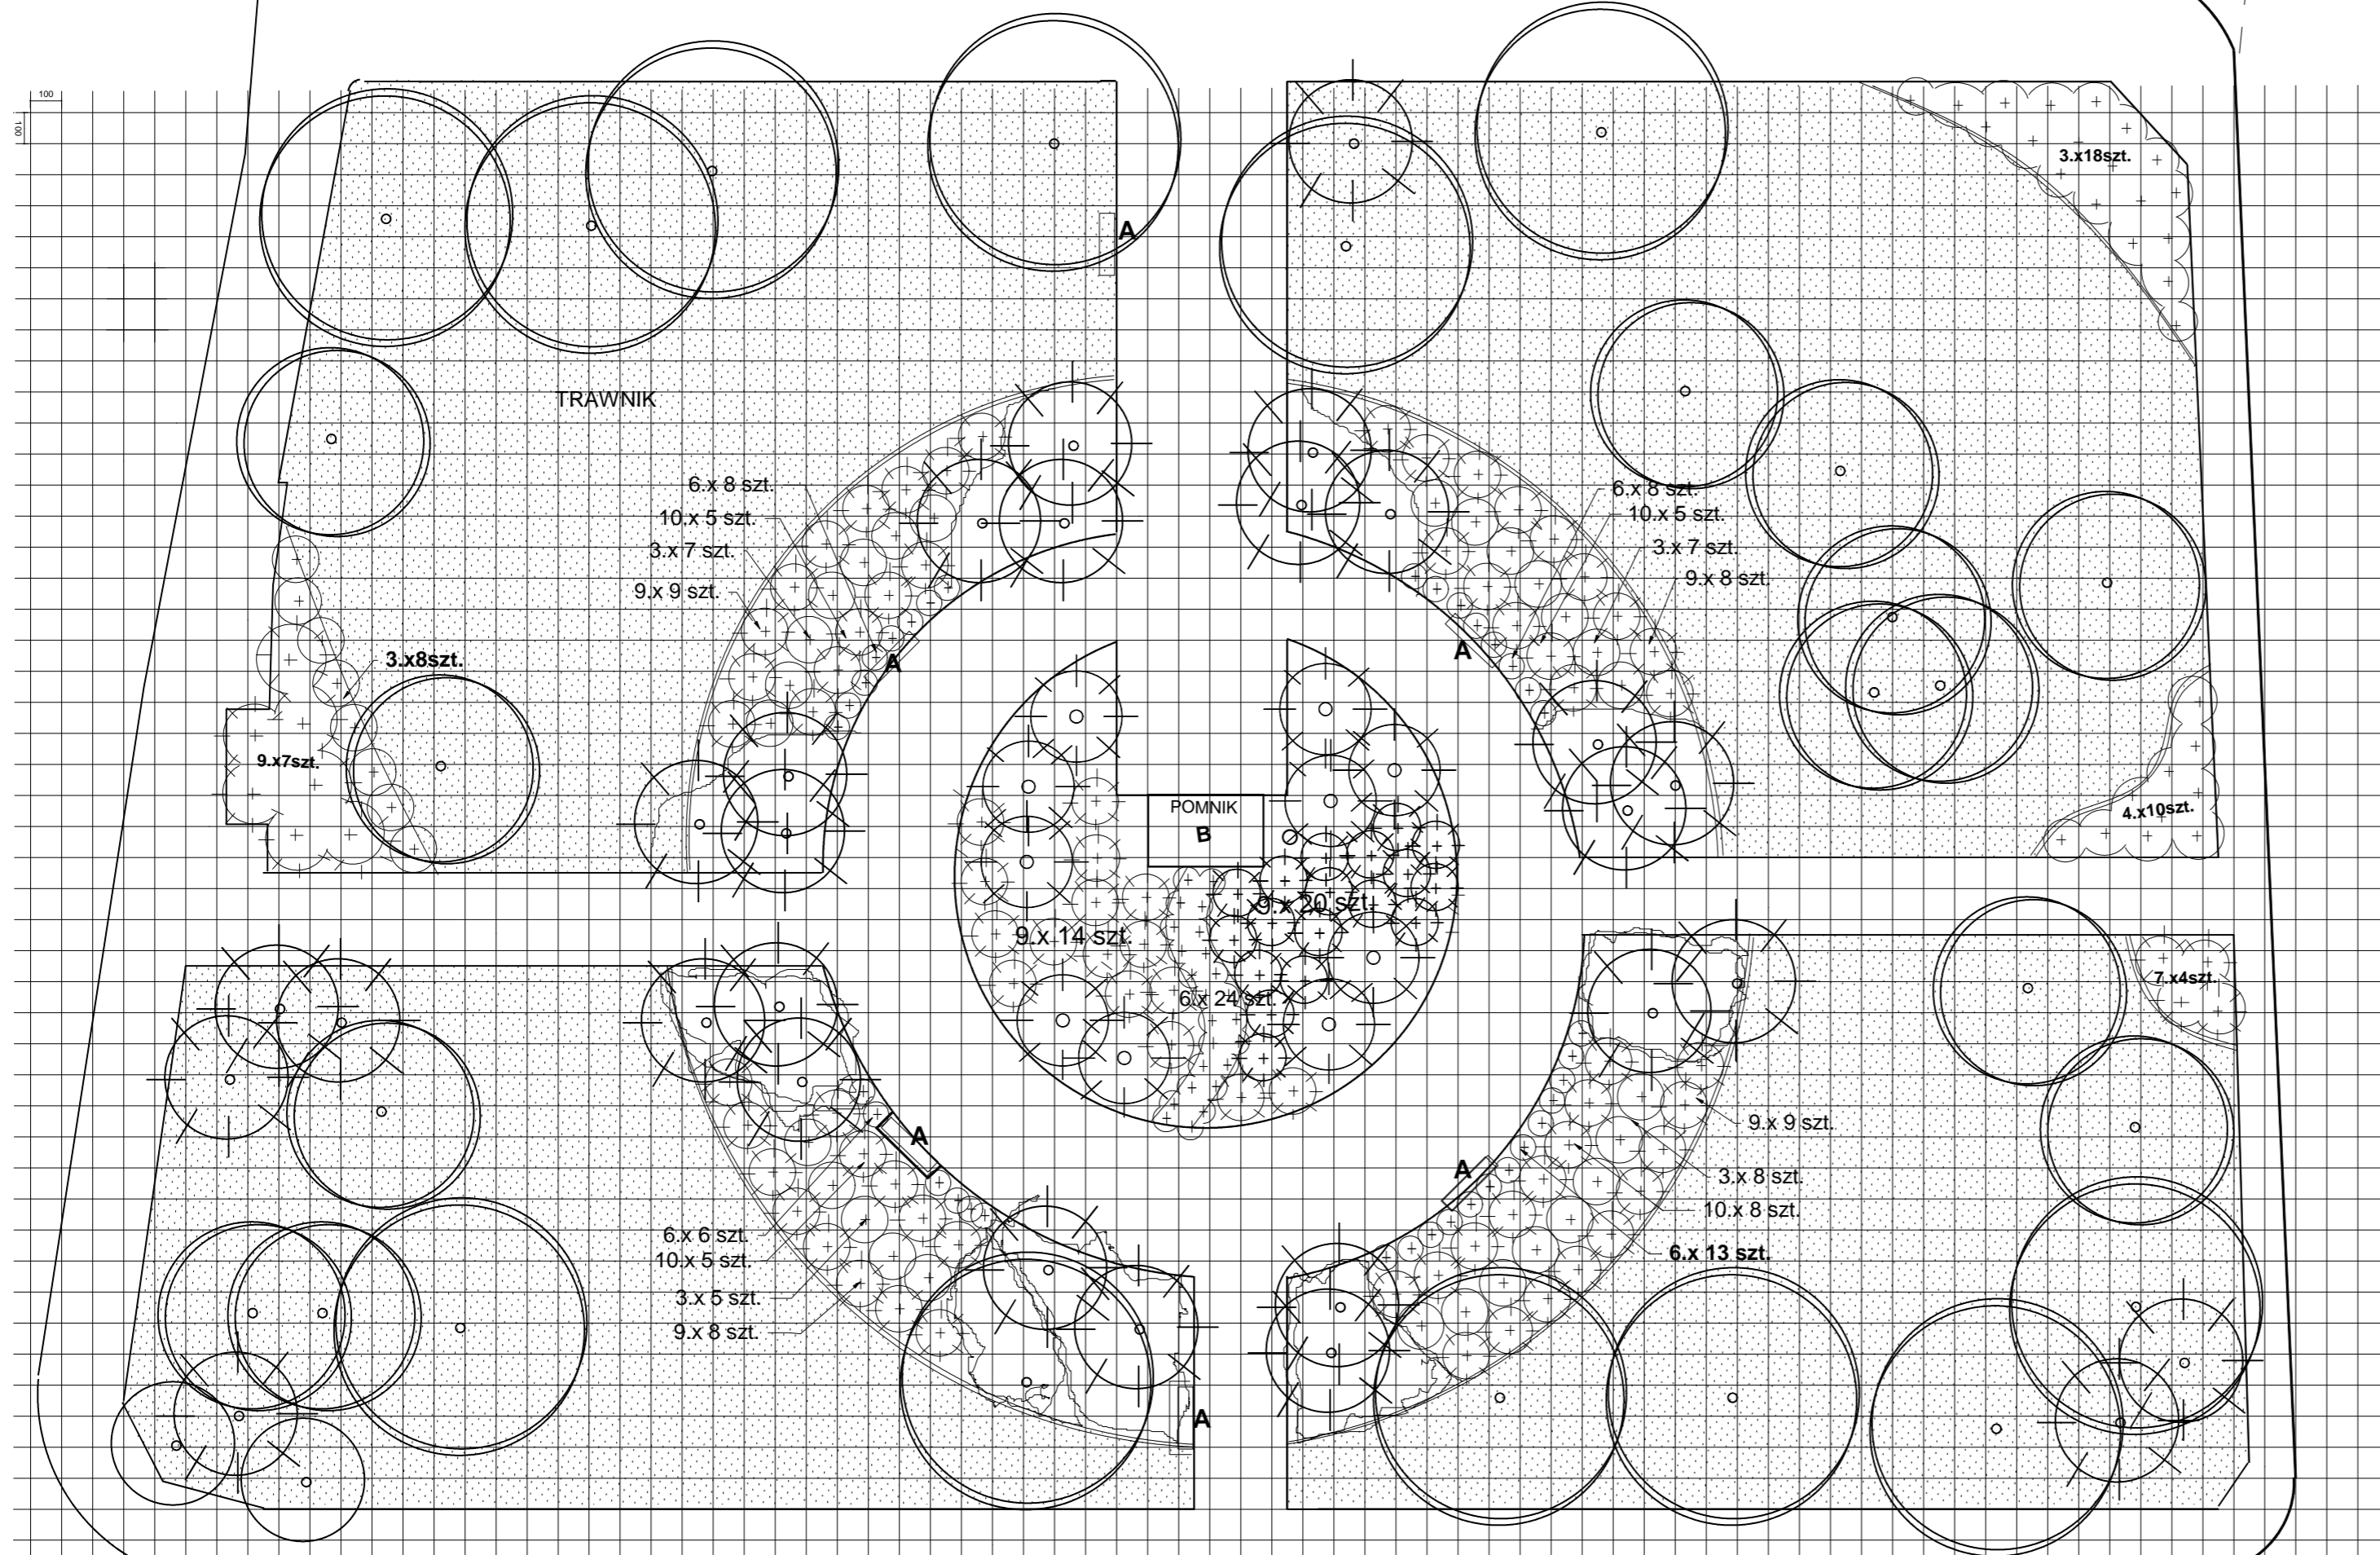 100
100
3.x18szt.
A
TRAWNIK
6.x 8 szt.
10.x 5 szt.
3.x 7 szt.
9.x 9 szt.
A
6.x 8 szt.
10.x 5 szt.
3.x 7 szt.
9.x 8 szt.
A
3.x8szt.
9.x7szt.
POMNIK
B
4.x10szt.
9.x 20 szt.
9.x 14 szt.
6.x 24 szt.
7.x4szt.
A
A
9.x 9 szt.
3.x 8 szt.
10.x 8 szt.
6.x 13 szt.
6.x 6 szt.
10.x 5 szt.
3.x 5 szt.
9.x 8 szt.
A